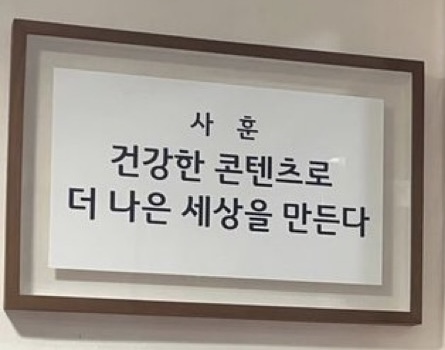 사 훈
건강한 콘텐츠로
더 나은 세상을 만든다